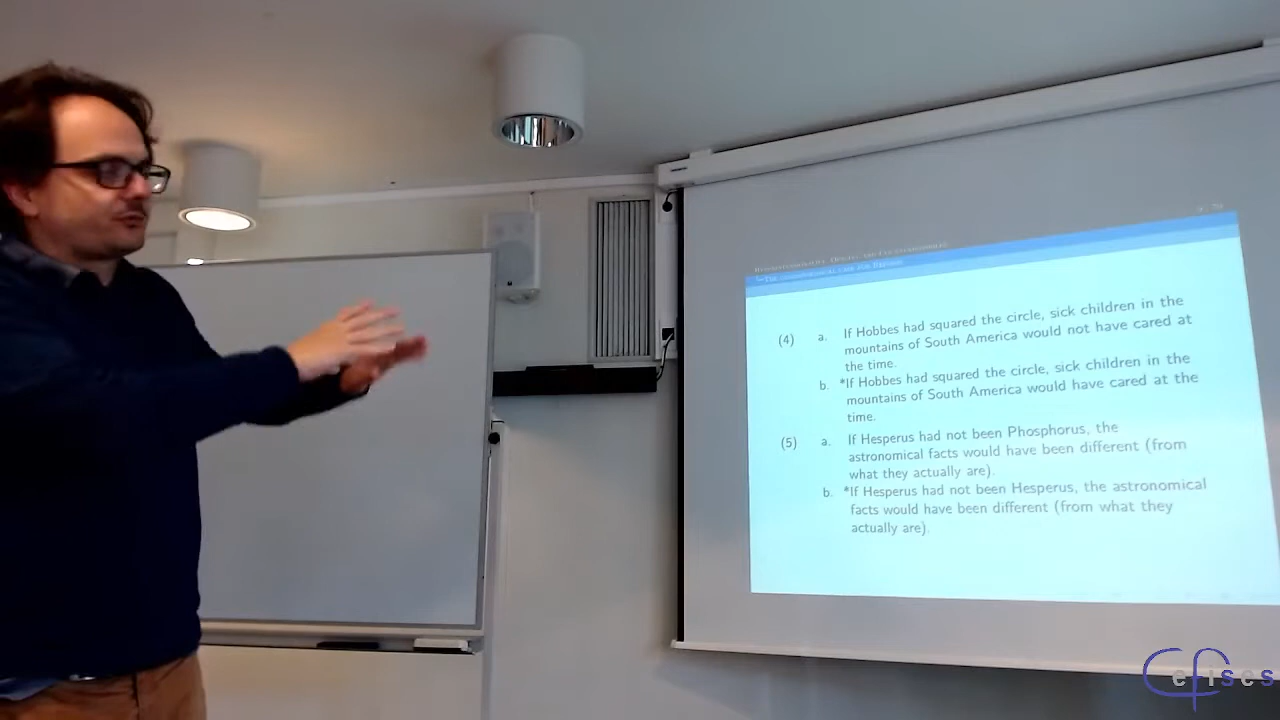 (4) a. If Hobbes had squared the circle, sick children in the
mountains of South America would not have cared at
the time.
b. *If Hobbes had squared the circle, sick children in the
mountains of South America would have cared at the
time.
(5) a. If Hesperus had not been Phosphorus, the
astronomical facts would have been different (from
what they actually are).
b. *If Hesperus had not been Hesperus, the astronomical
facts would have been different (from what they
actually are).
Cefises